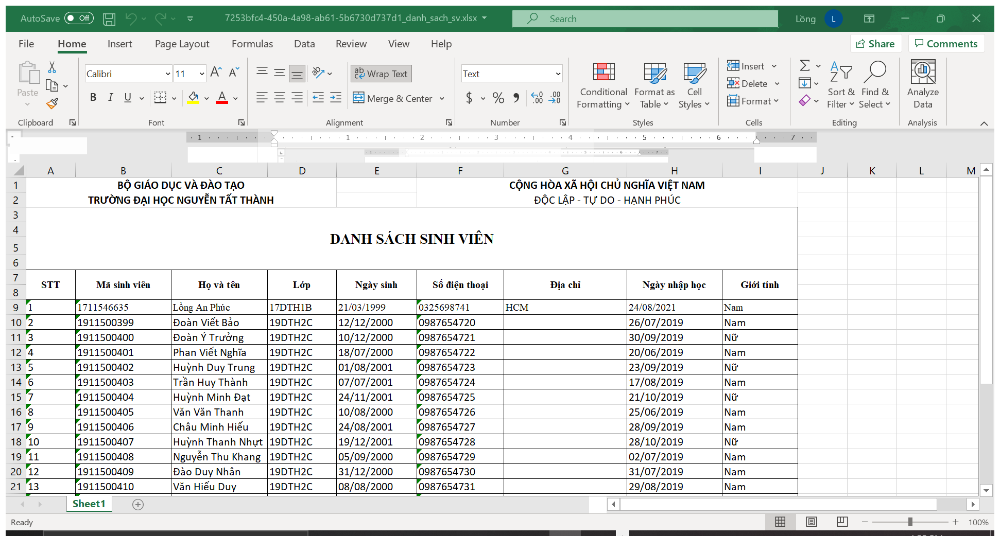 AutoSave Off 7253bfc4-450a-4a98-ab61-5b6730d737d1_danh_sach_sv.xlsx Search Lồng L
File Home Insert Page Layout Formulas Data Review View Help Share Comments
Calibri 11 Wrap Text Text Insert
Paste Delete
B I U Merge & Center $ % Conditional Formatting Format as Table Cell Styles Format Sort & Filter Find & Select Analyze Data
Clipboard Font Alignment Number Styles Cells Editing Analysis
1 1 2 3 4 5 6 7
A B C D E F G H I J K L M
1 BỘ GIÁO DỤC VÀ ĐÀO TẠO CỘNG HÒA XÃ HỘI CHỦ NGHĨA VIỆT NAM
2 TRƯỜNG ĐẠI HỌC NGUYỄN TẤT THÀNH ĐỘC LẬP - TỰ DO - HẠNH PHÚC
3
4
DANH SÁCH SINH VIÊN
5
6
7
STT Mã sinh viên Họ và tên Lớp Ngày sinh Số điện thoại Địa chỉ Ngày nhập học Giới tính
8
9 1 1711546635 Lồng An Phúc 17DTH1B 21/03/1999 0325698741 HCM 24/08/2021 Nam
10 2 1911500399 Đoàn Viết Bảo 19DTH2C 12/12/2000 0987654720 26/07/2019 Nam
11 3 1911500400 Đoàn Ý Trưởng 19DTH2C 10/12/2000 0987654721 30/09/2019 Nữ
12 4 1911500401 Phan Viết Nghĩa 19DTH2C 18/07/2000 0987654722 20/06/2019 Nam
13 5 1911500402 Huỳnh Duy Trung 19DTH2C 01/08/2001 0987654723 23/09/2019 Nữ
14 6 1911500403 Trần Huy Thành 19DTH2C 07/07/2001 0987654724 17/08/2019 Nam
15 7 1911500404 Huỳnh Minh Đạt 19DTH2C 24/11/2001 0987654725 21/10/2019 Nữ
16 8 1911500405 Văn Văn Thanh 19DTH2C 10/08/2000 0987654726 25/06/2019 Nam
17 9 1911500406 Châu Minh Hiếu 19DTH2C 24/08/2001 0987654727 28/09/2019 Nam
18 10 1911500407 Huỳnh Thanh Nhựt 19DTH2C 19/12/2001 0987654728 28/10/2019 Nữ
19 11 1911500408 Nguyễn Thu Khang 19DTH2C 05/09/2000 0987654729 02/07/2019 Nam
20 12 1911500409 Đào Duy Nhân 19DTH2C 31/12/2000 0987654730 31/07/2019 Nam
21 13 1911500410 Văn Hiếu Duy 19DTH2C 08/08/2000 0987654731 29/08/2019 Nam
Sheet1
Ready 100%